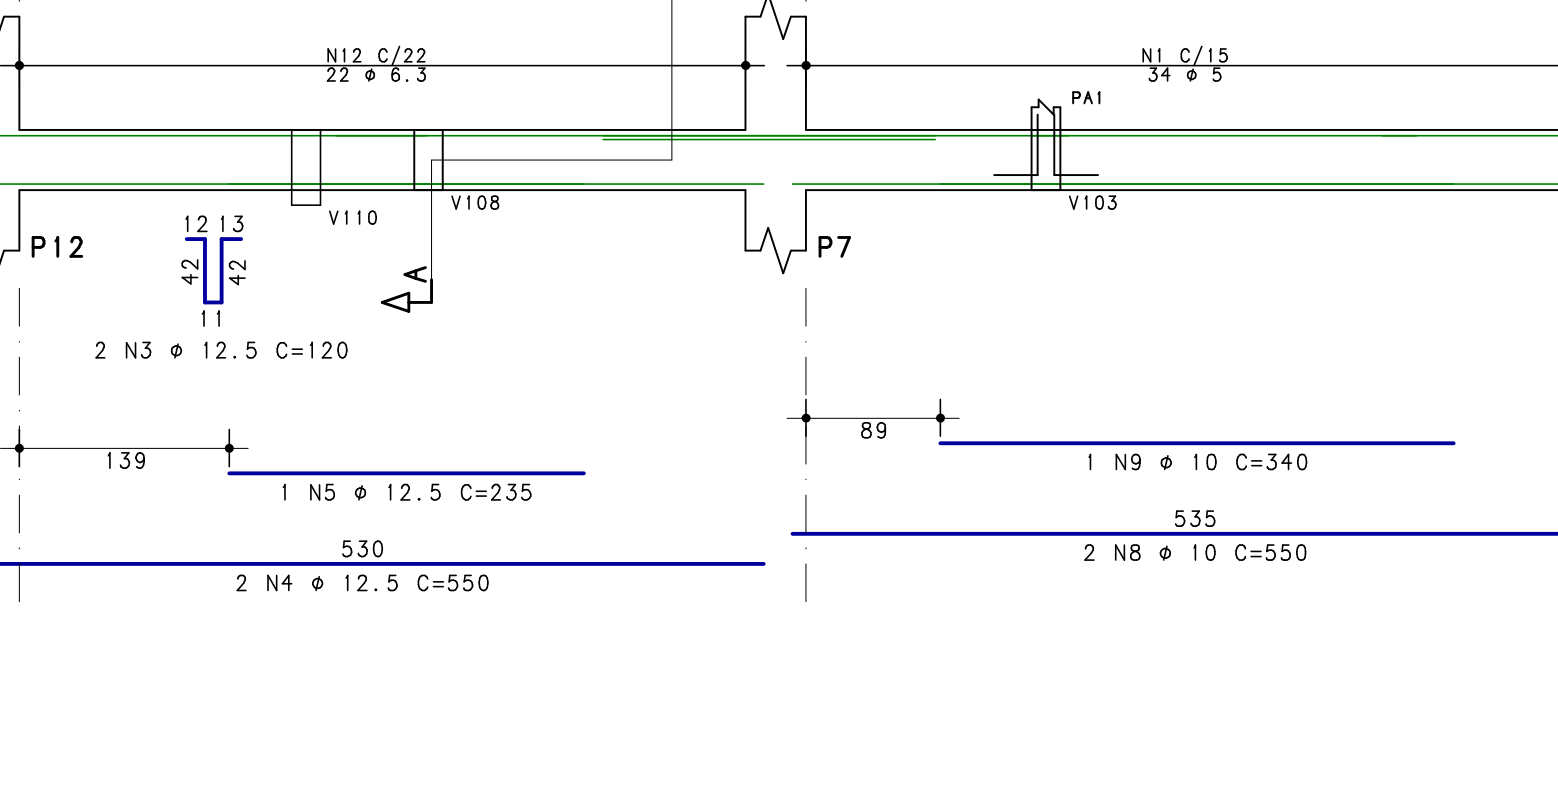 N12 C/22
22 ø 6.3
N1 C/15
34 ø 5
PA1
V110
V108
V103
P12
P7
12 13
42
42
11
A
2 N3 ø 12.5 C=120
139
1 N5 ø 12.5 C=235
89
1 N9 ø 10 C=340
530
2 N4 ø 12.5 C=550
535
2 N8 ø 10 C=550